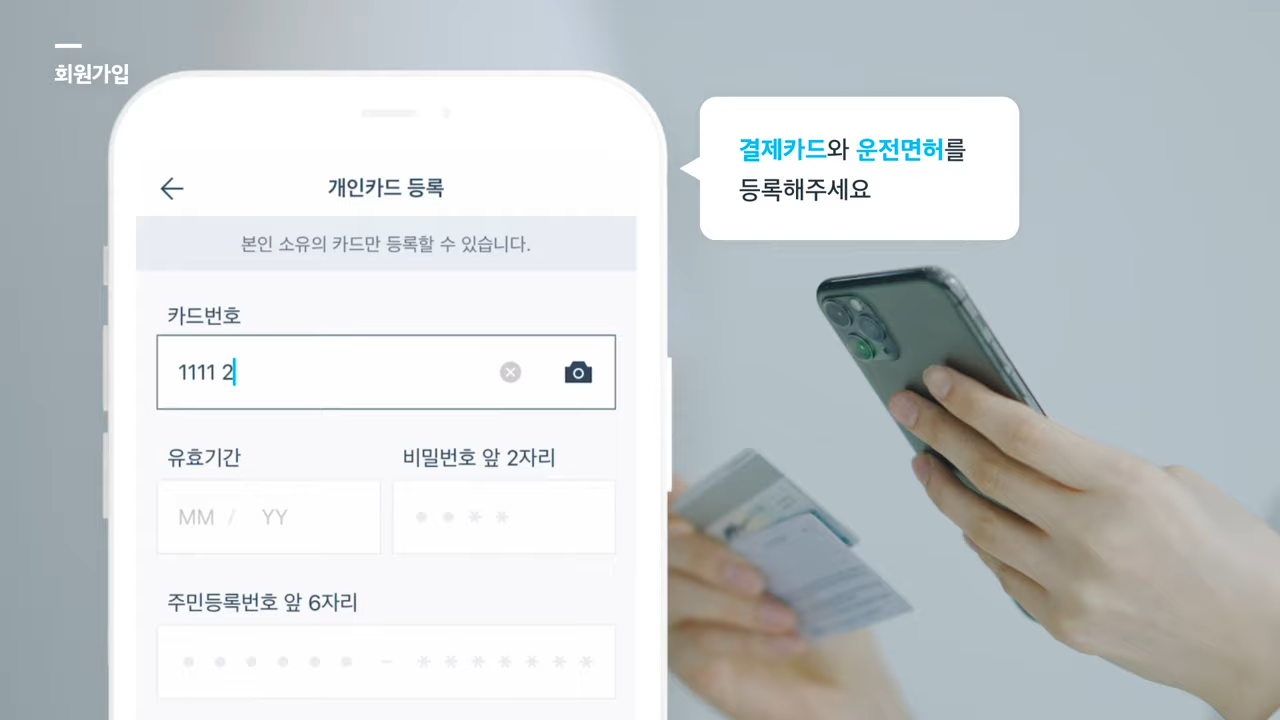 회원가입
결제카드와 운전면허를
등록해주세요
개인카드 등록
본인 소유의 카드만 등록할 수 있습니다.
카드번호
1111 2
유효기간
비밀번호 앞 2자리
MM / YY
● ● * *
주민등록번호 앞 6자리
● ● ● ● ● ● - * * * * * * *